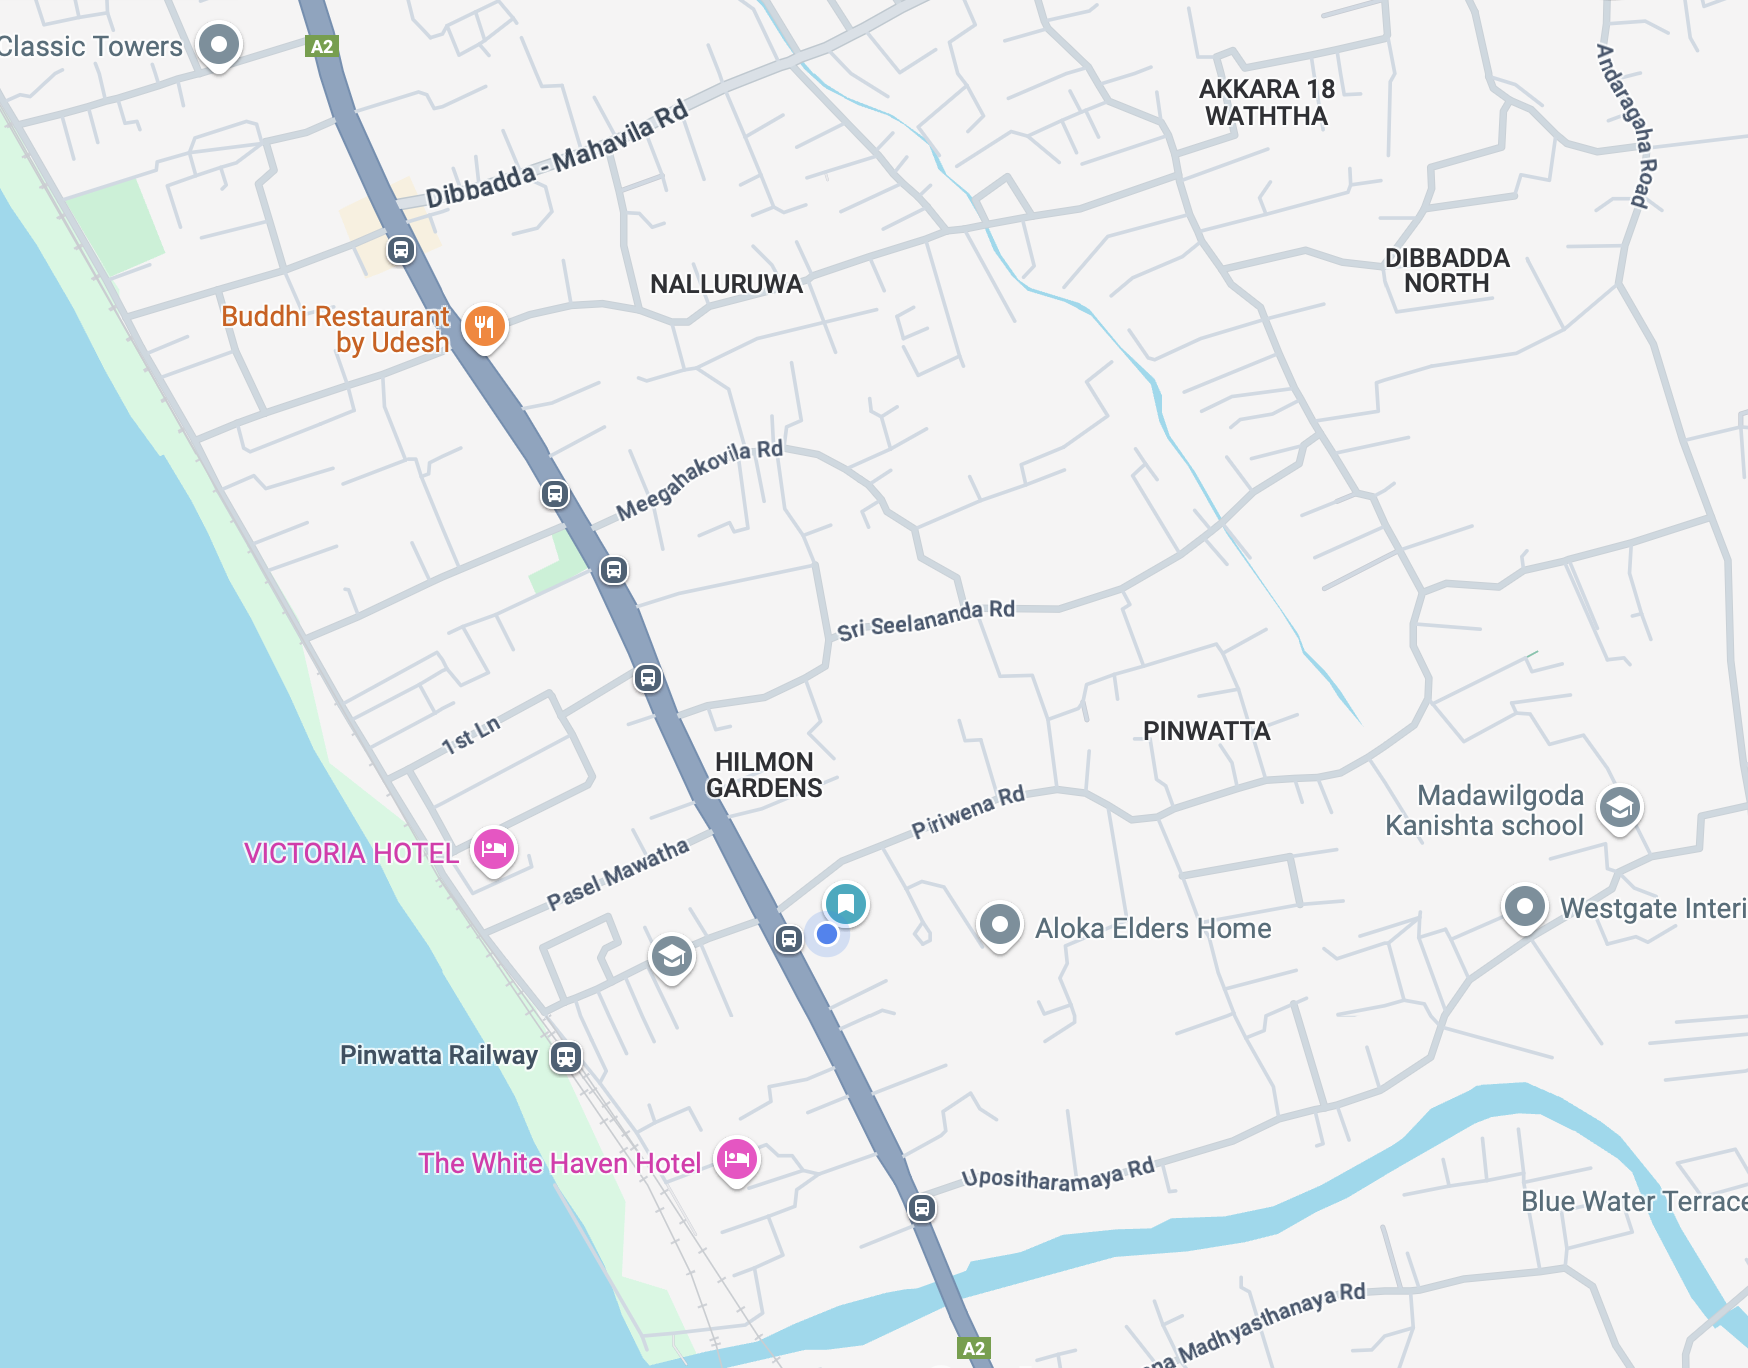 Classic Towers
A2
Dibbadda - Mahavila Rd
AKKARA 18
WATHTHA
Andaragaha Road
NALLURUWA
DIBBADDA
NORTH
Buddhi Restaurant
by Udesh
Meegahakovila Rd
Sri Seelananda Rd
1st Ln
PINWATTA
HILMON
GARDENS
Piriwena Rd
Madawilgoda
Kanishta school
VICTORIA HOTEL
Pasel Mawatha
Aloka Elders Home
Westgate Interi
Pinwatta Railway
The White Haven Hotel
Upositharamaya Rd
Blue Water Terrace
Madhyasthanaya Rd
A2